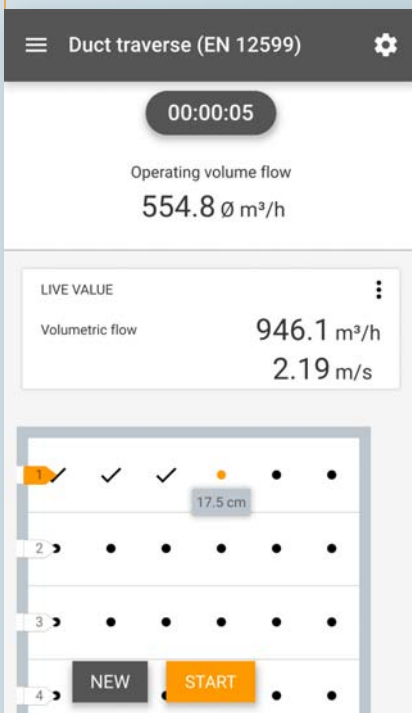 Duct traverse (EN 12599)
00:00:05
Operating volume flow
554.8 Ø m³/h
LIVE VALUE
Volumetric flow 946.1 m³/h
2.19 m/s
1
17.5 cm
2
3
4
NEW START